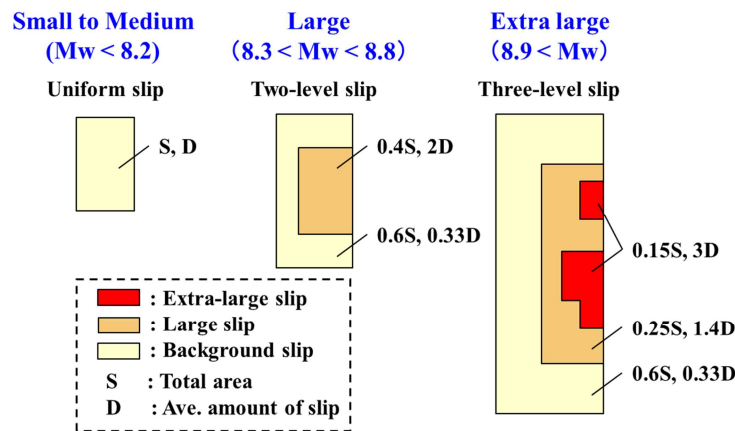 Small to Medium
(Mw < 8.2)
Uniform slip
S, D
Large
(8.3 < Mw < 8.8)
Two-level slip
0.4S, 2D
0.6S, 0.33D
Extra large
(8.9 < Mw)
Three-level slip
0.15S, 3D
0.25S, 1.4D
0.6S, 0.33D
: Extra-large slip
: Large slip
: Background slip
S : Total area
D : Ave. amount of slip